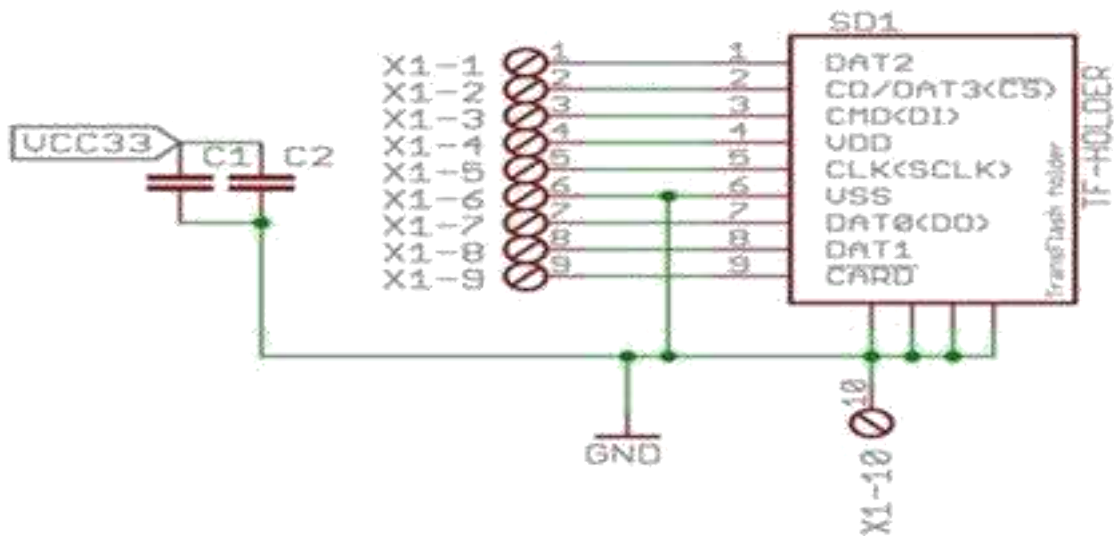 SD1
X1-1 1 1 DAT2
X1-2 2 2 CD/DAT3(CS)
X1-3 3 3 CMD(DI)
X1-4 4 4 VDD
X1-5 5 5 CLK(SCLK)
X1-6 6 6 VSS
X1-7 7 7 DAT0(DO)
X1-8 8 8 DAT1
X1-9 9 9 CARD
TF-HOLDER
TransFlash holder
VCC33
C1 C2
GND
10
X1-10